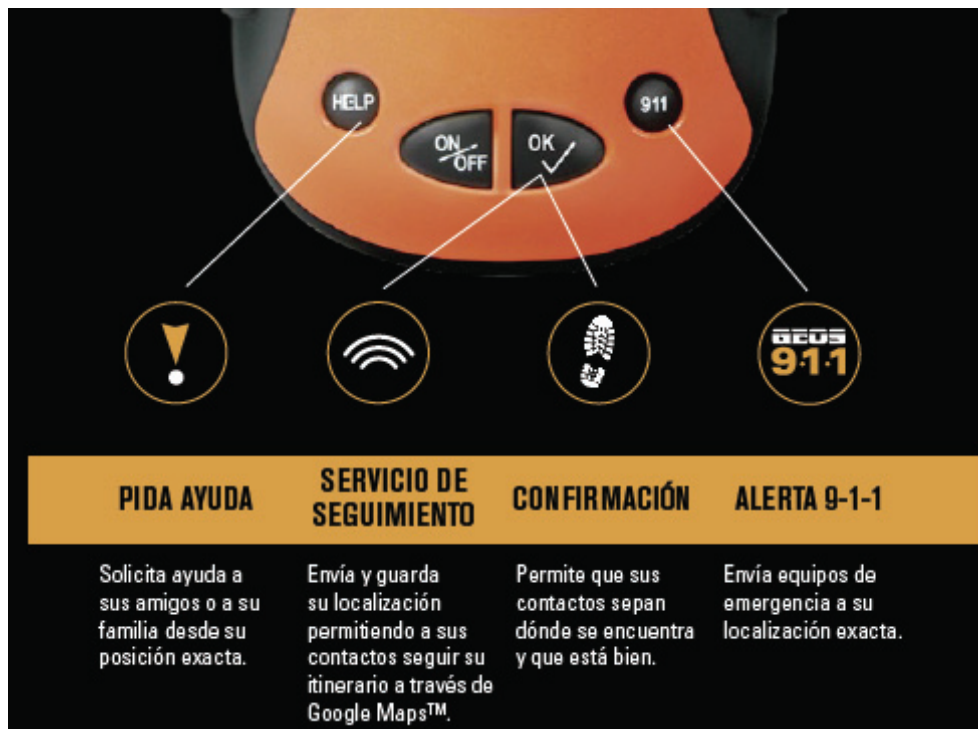 HELP
ON/OFF
OK
911
GEOS
9·1·1
PIDA AYUDA
SERVICIO DE
SEGUIMIENTO
CONFIRMACIÓN
ALERTA 9-1-1
Solicita ayuda a
sus amigos o a su
familia desde su
posición exacta.
Envía y guarda
su localización
permitiendo a sus
contactos seguir su
itinerario a través de
Google Maps™.
Permite que sus
contactos sepan
dónde se encuentra
y que está bien.
Envía equipos de
emergencia a su
localización exacta.